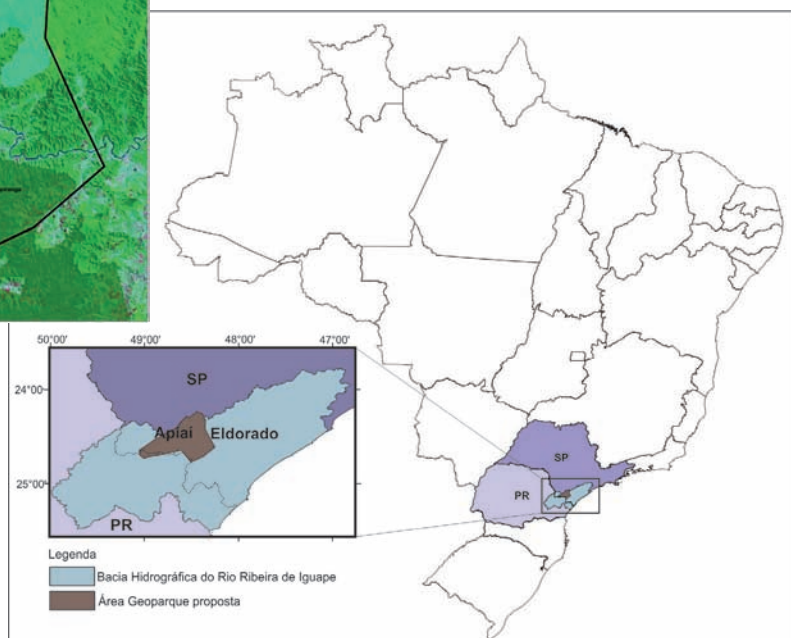 50°00'
49°00'
48°00'
47°00'
24°00'
25°00'
SP
Apiaí
Eldorado
PR
SP
PR
Legenda
Bacia Hidrográfica do Rio Ribeira de Iguape
Área Geoparque proposta